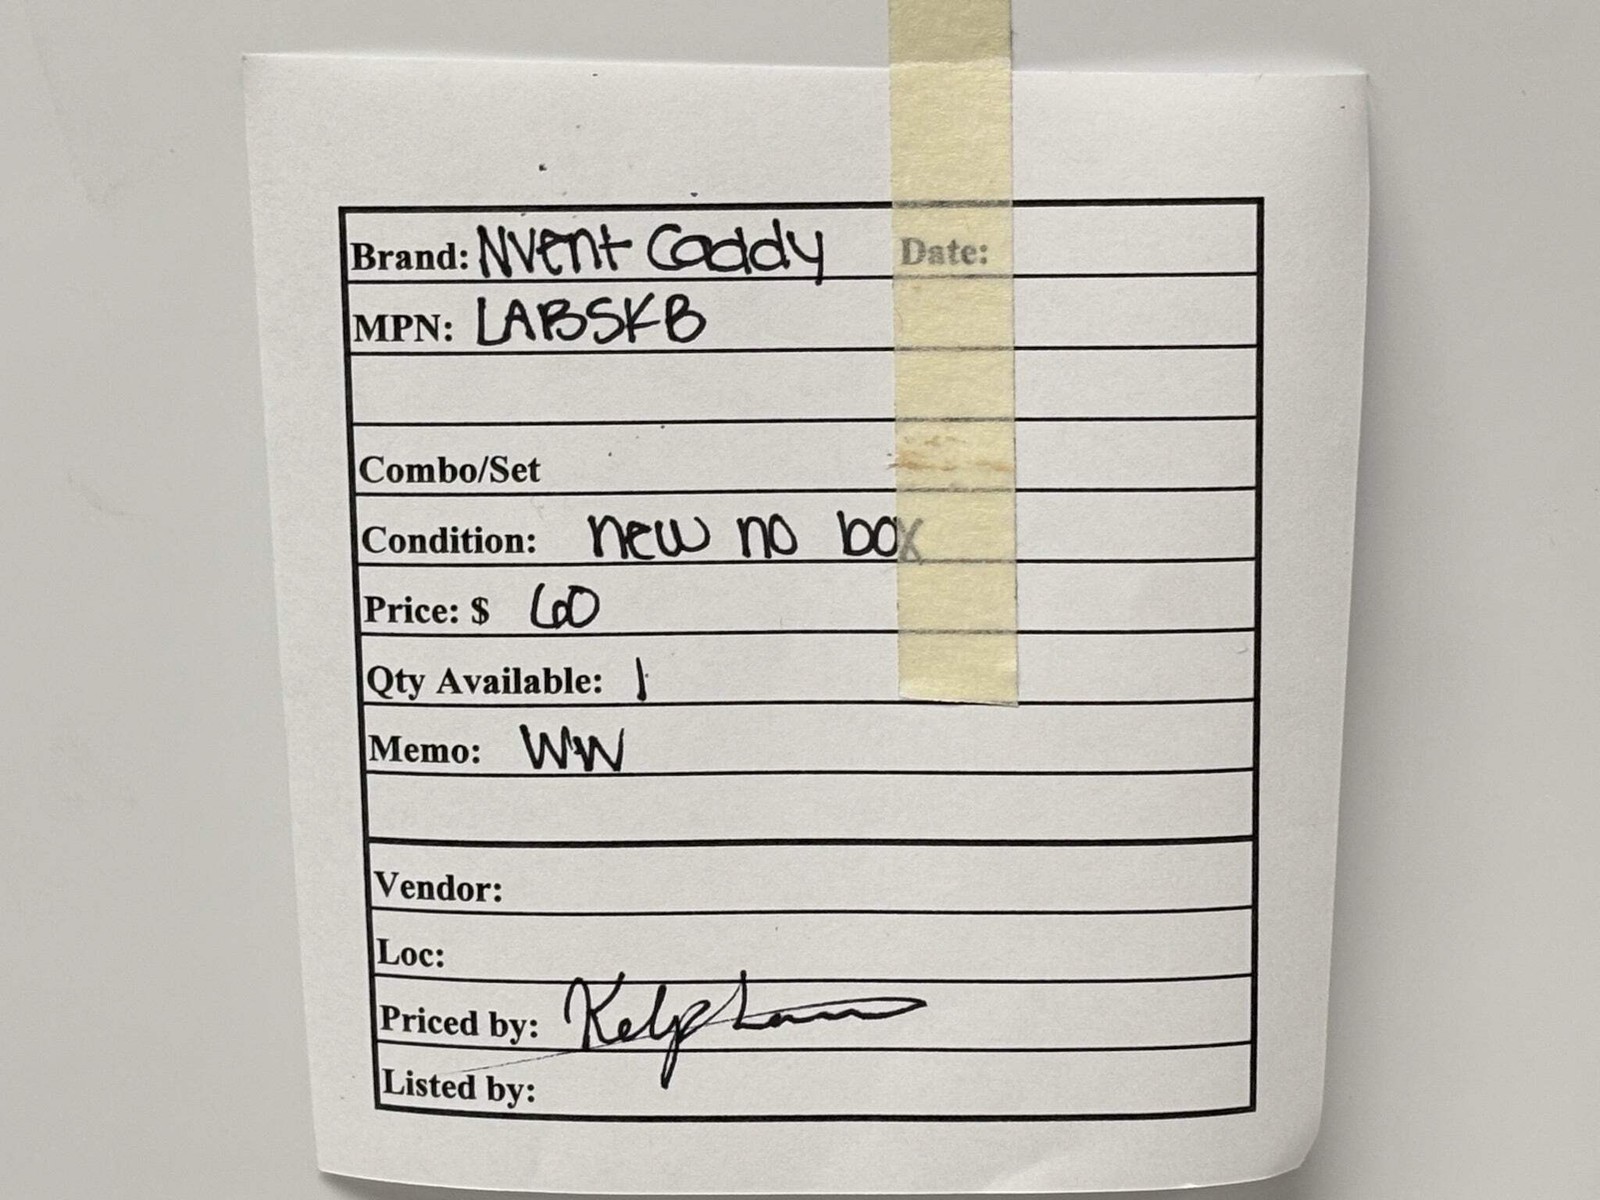 Brand: Nvent Caddy Date:
MPN: LABSKB
Combo/Set
Condition: new no box
Price: $ 60
Qty Available: 1
Memo: WW
Vendor:
Loc:
Priced by:
Listed by: